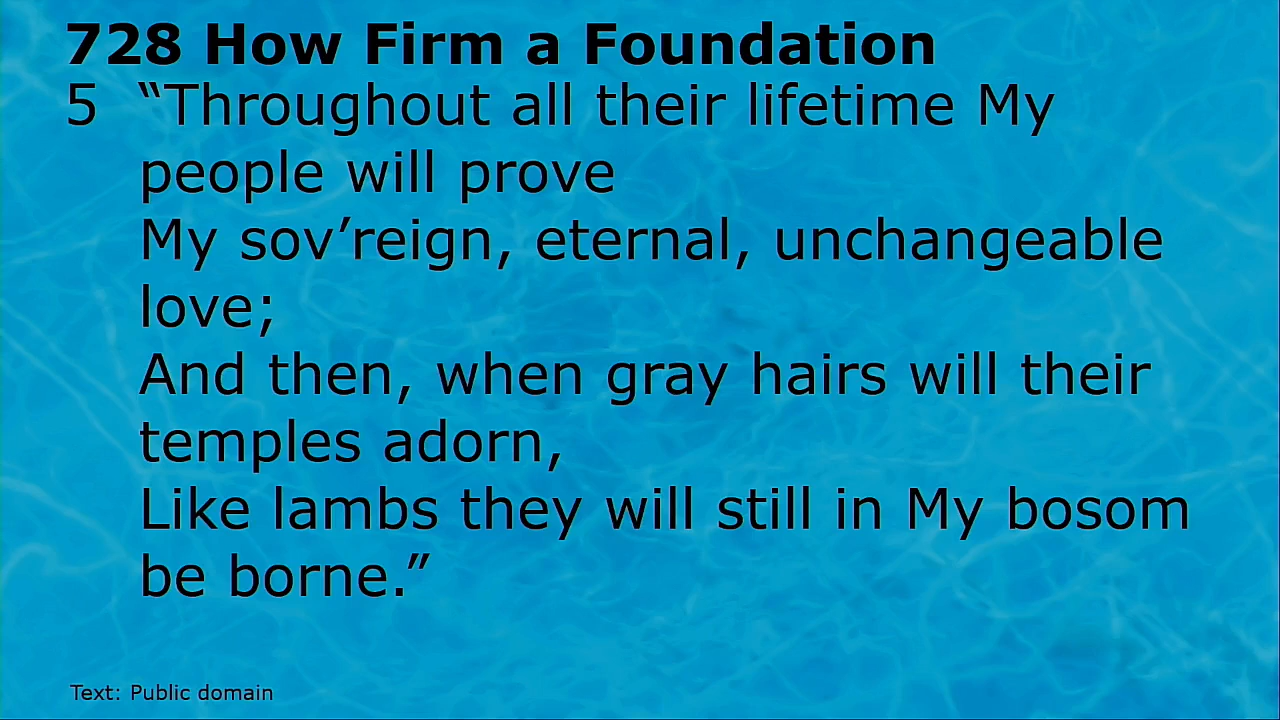 728 How Firm a Foundation
5 “Throughout all their lifetime My
people will prove
My sov’reign, eternal, unchangeable
love;
And then, when gray hairs will their
temples adorn,
Like lambs they will still in My bosom
be borne.”
Text: Public domain